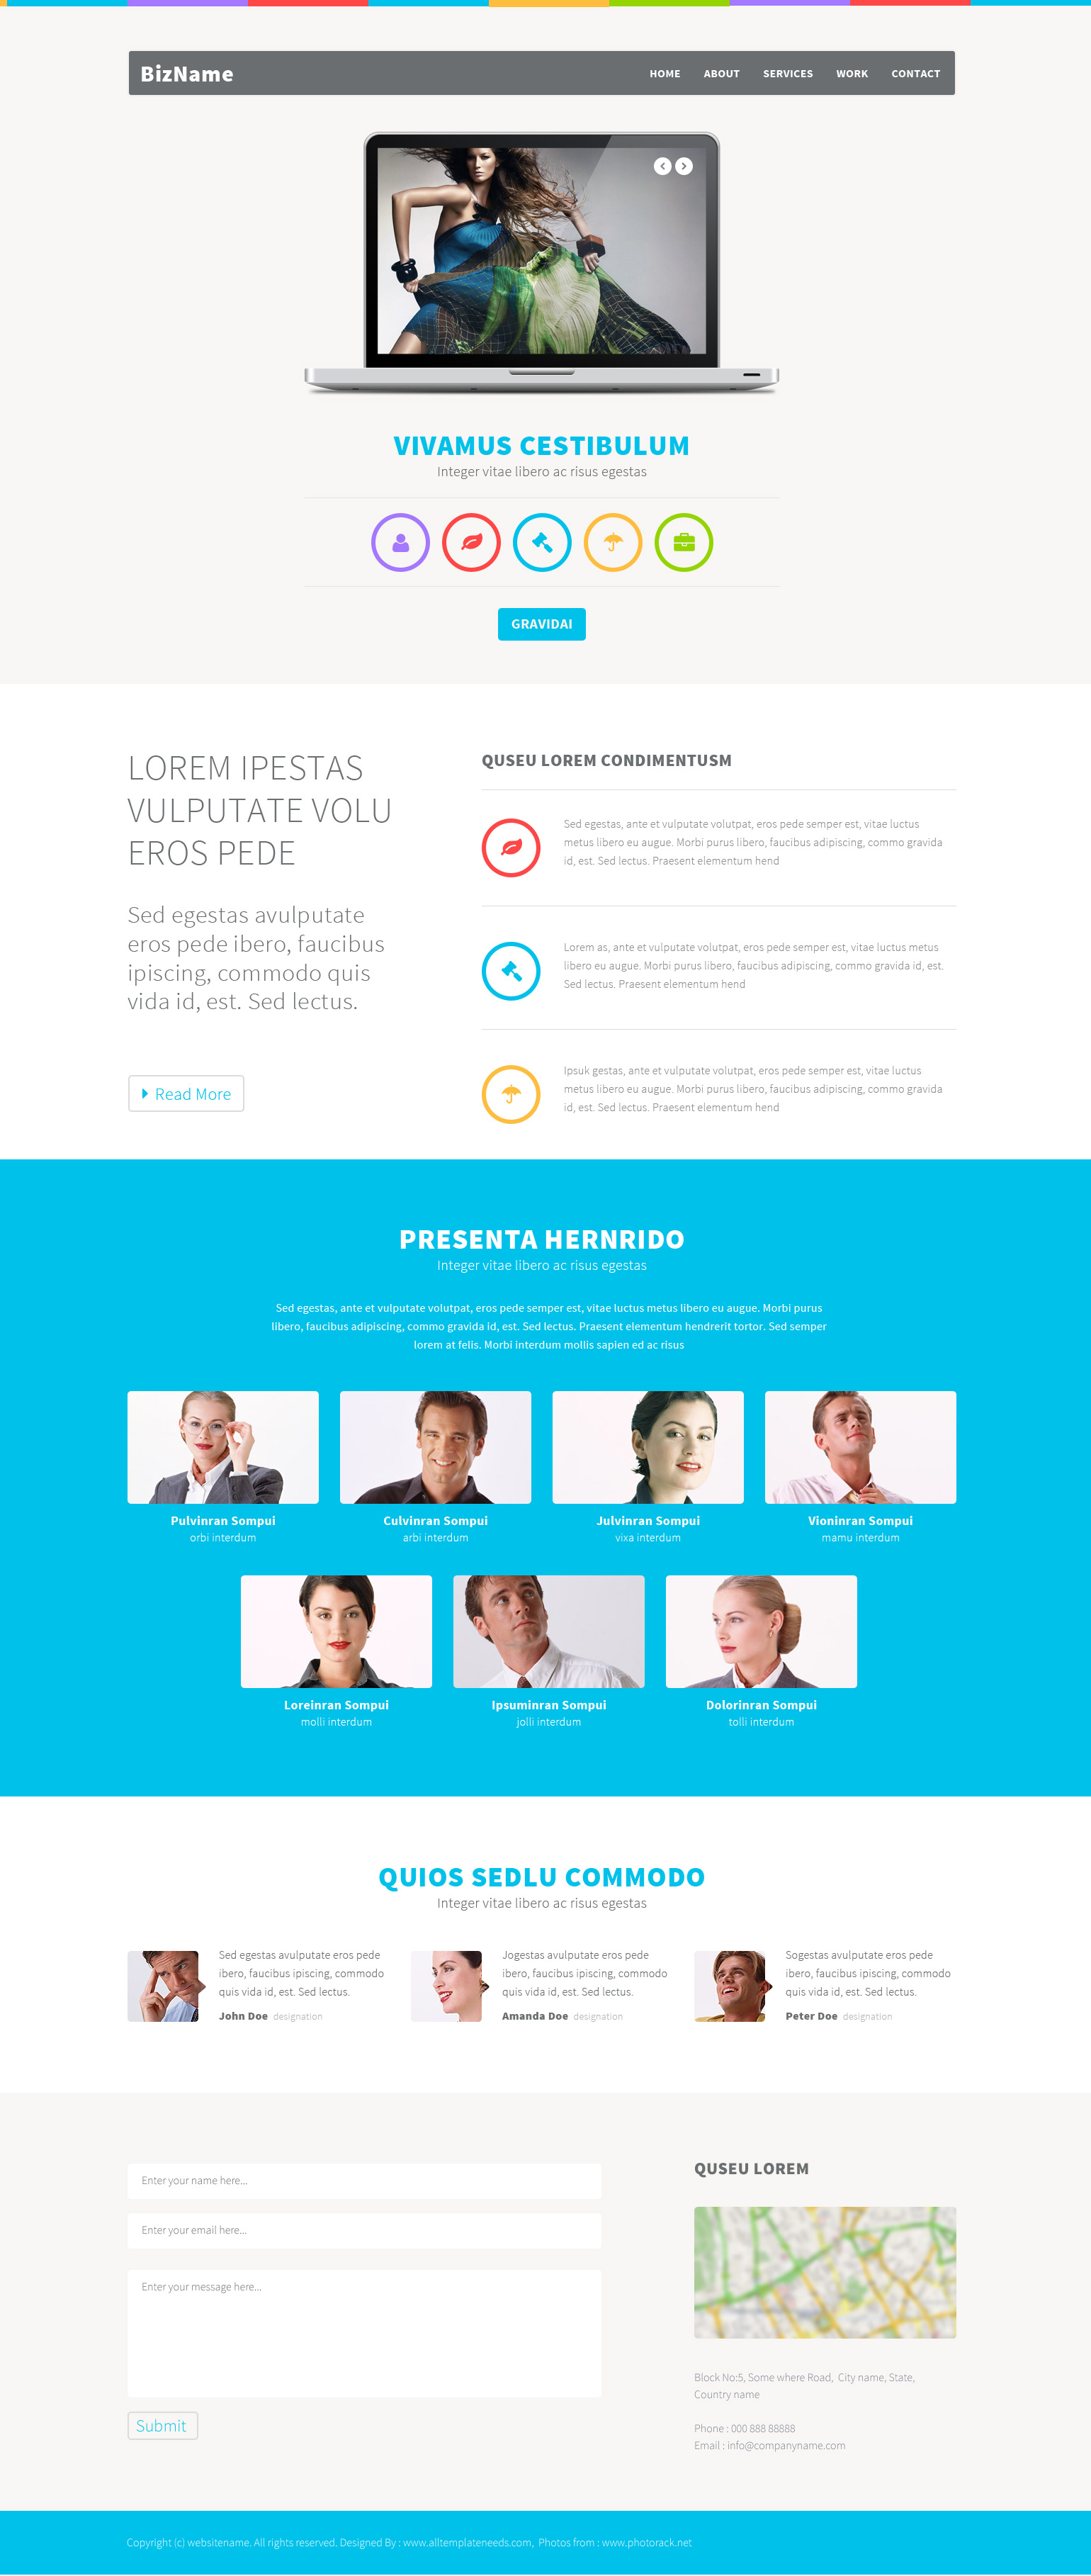 BizName
HOME ABOUT SERVICES WORK CONTACT
VIVAMUS CESTIBULUM
Integer vitae libero ac risus egestas
GRAVIDAI
LOREM IPESTAS
VULPUTATE VOLU
EROS PEDE
Sed egestas avulputate
eros pede ibero, faucibus
ipiscing, commodo quis
vida id, est. Sed lectus.
Read More
QUSEU LOREM CONDIMENTUSM
Sed egestas, ante et vulputate volutpat, eros pede semper est, vitae luctus
metus libero eu augue. Morbi purus libero, faucibus adipiscing, commo gravida
id, est. Sed lectus. Praesent elementum hend
Lorem as, ante et vulputate volutpat, eros pede semper est, vitae luctus metus
libero eu augue. Morbi purus libero, faucibus adipiscing, commo gravida id, est.
Sed lectus. Praesent elementum hend
Ipsuk gestas, ante et vulputate volutpat, eros pede semper est, vitae luctus
metus libero eu augue. Morbi purus libero, faucibus adipiscing, commo gravida
id, est. Sed lectus. Praesent elementum hend
PRESENTA HERNRIDO
Integer vitae libero ac risus egestas
Sed egestas, ante et vulputate volutpat, eros pede semper est, vitae luctus metus libero eu augue. Morbi purus
libero, faucibus adipiscing, commo gravida id, est. Sed lectus. Praesent elementum hendrerit tortor. Sed semper
lorem at felis. Morbi interdum mollis sapien ed ac risus
Pulvinran Sompui
orbi interdum
Culvinran Sompui
arbi interdum
Julvinran Sompui
vixa interdum
Vioninran Sompui
mamu interdum
Loreinran Sompui
molli interdum
Ipsuminran Sompui
jolli interdum
Dolorinran Sompui
tolli interdum
QUIOS SEDLU COMMODO
Integer vitae libero ac risus egestas
Sed egestas avulputate eros pede
ibero, faucibus ipiscing, commodo
quis vida id, est. Sed lectus.
John Doe designation
Jogestas avulputate eros pede
ibero, faucibus ipiscing, commodo
quis vida id, est. Sed lectus.
Amanda Doe designation
Sogestas avulputate eros pede
ibero, faucibus ipiscing, commodo
quis vida id, est. Sed lectus.
Peter Doe designation
Enter your name here...
Enter your email here...
Enter your message here...
Submit
QUSEU LOREM
Block No:5, Some where Road, City name, State,
Country name
Phone : 000 888 88888
Email : info@companyname.com
Copyright (c) websitename. All rights reserved. Designed By : www.alltemplateneeds.com, Photos from : www.photorack.net